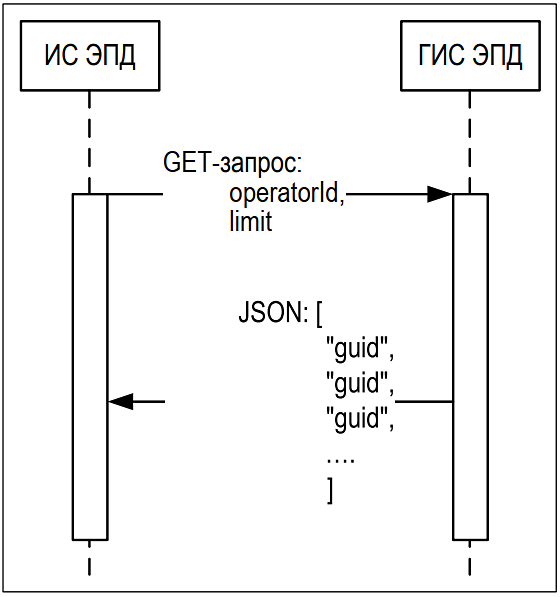 ИС ЭПД
ГИС ЭПД
GET-запрос:
operatorId,
limit
JSON: [
"guid",
"guid",
"guid",
....
]